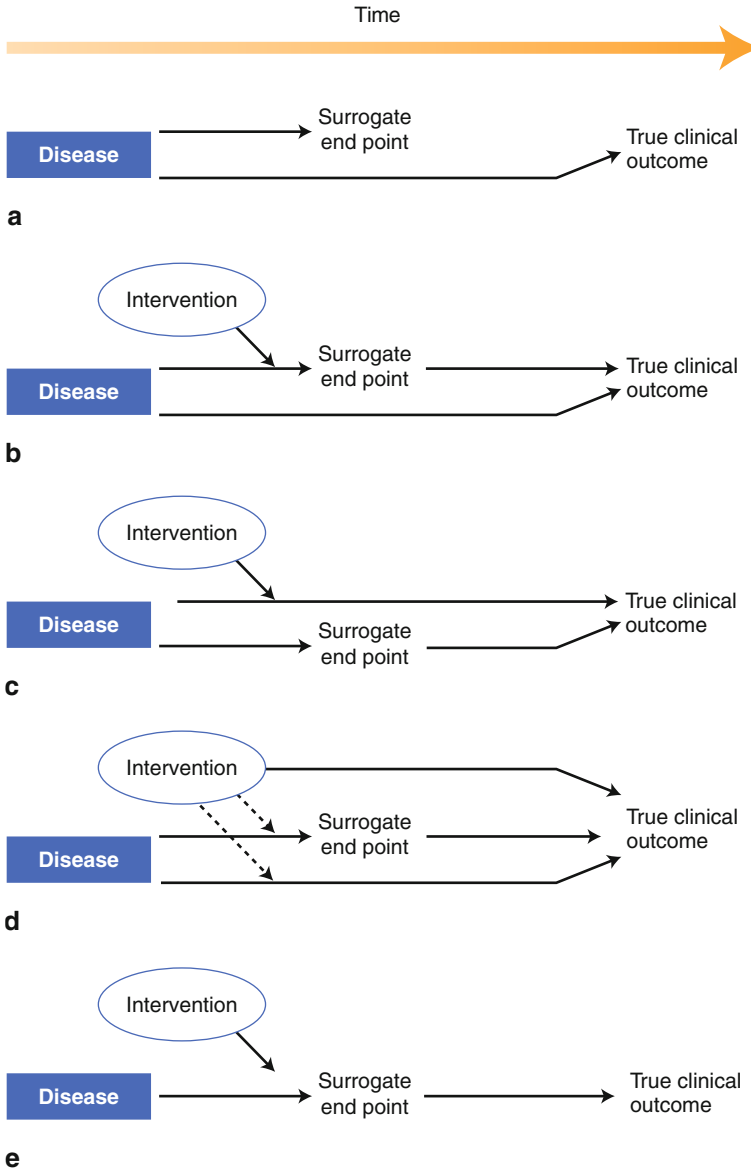 Time
Surrogate
end point
True clinical
outcome
Disease
a
Intervention
Surrogate
end point
True clinical
outcome
Disease
b
Intervention
True clinical
outcome
Disease
Surrogate
end point
c
Intervention
Surrogate
end point
True clinical
outcome
Disease
d
Intervention
Disease
Surrogate
end point
True clinical
outcome
e